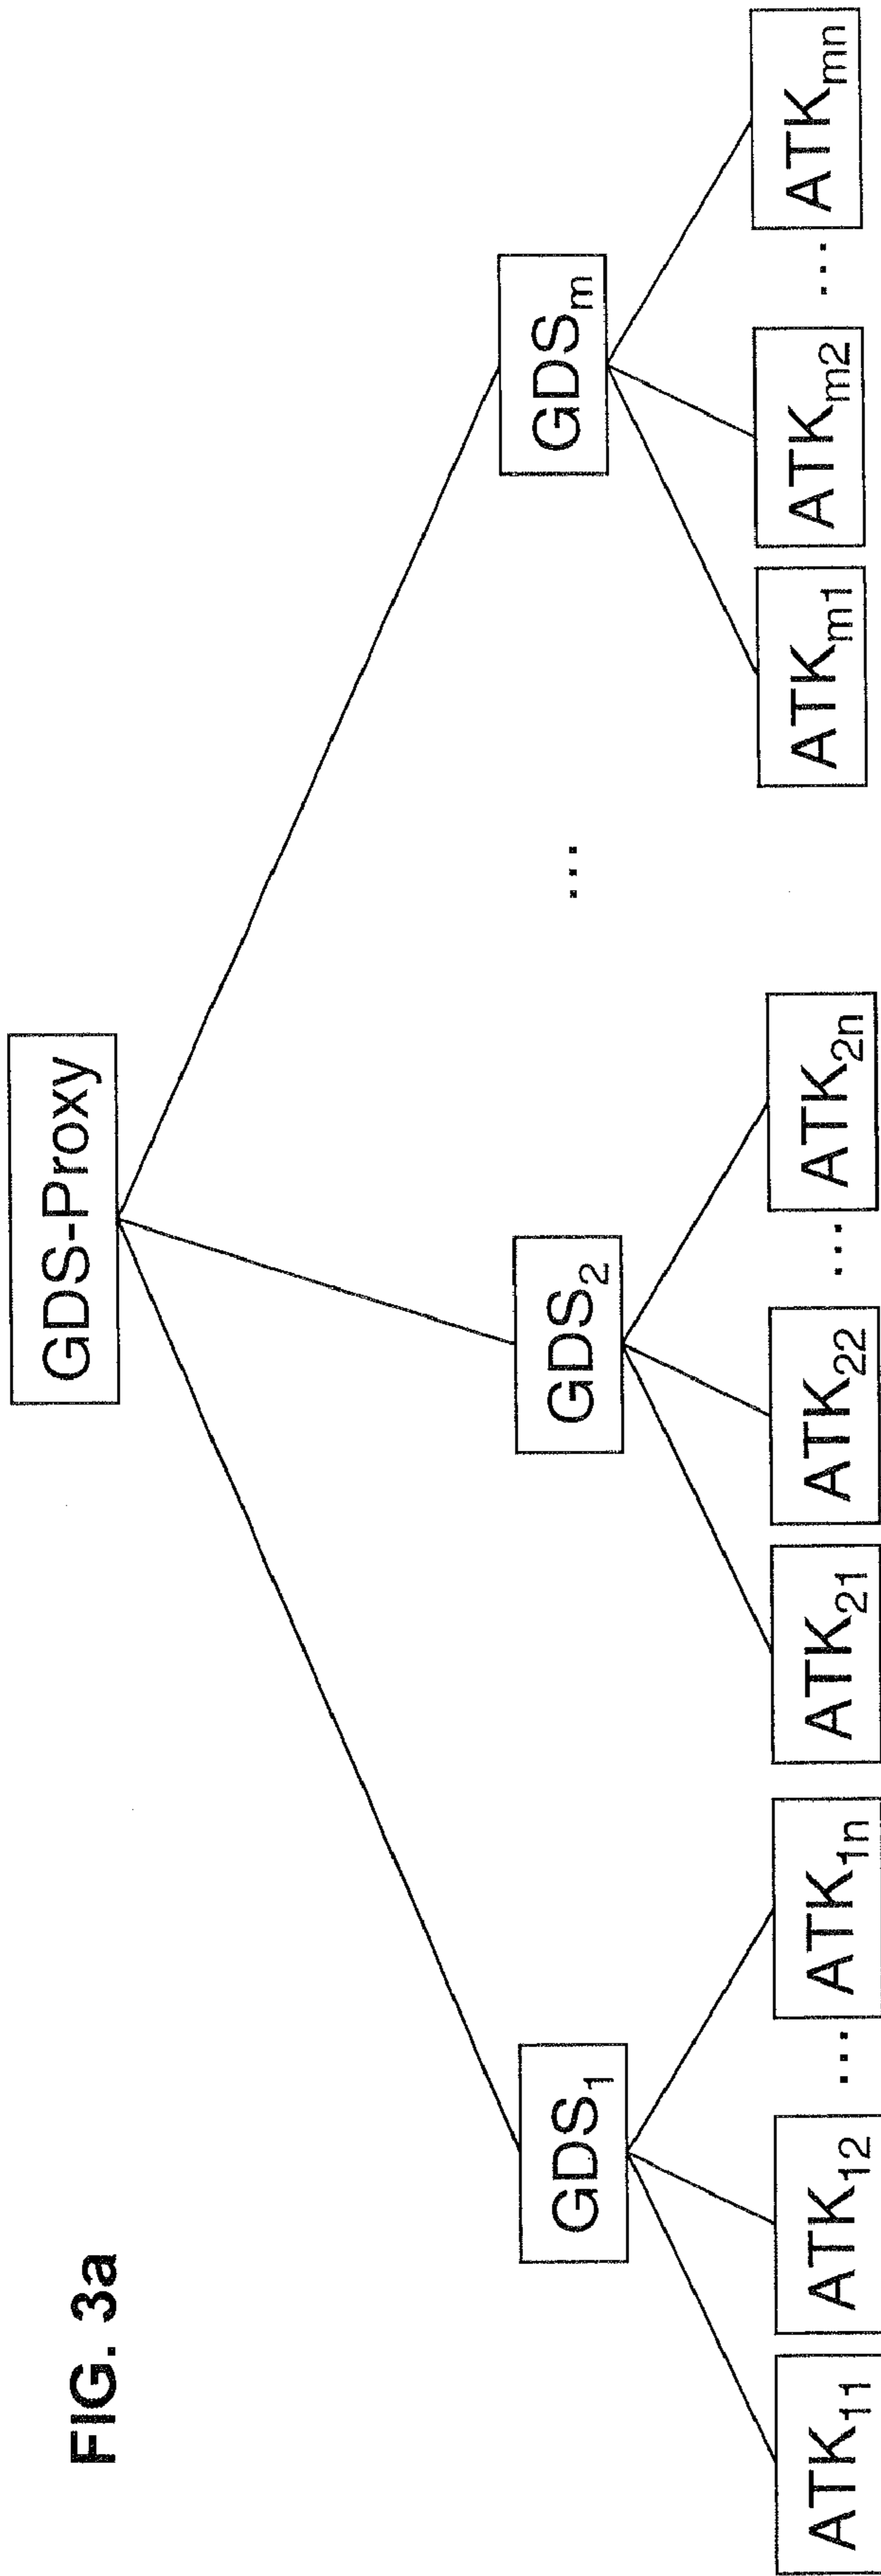 FIG. 3a
GDS-Proxy
GDS₁
GDS₂
...
GDSₘ
ATK₁₁
ATK₁₂
...
ATK₁ₙ
ATK₂₁
ATK₂₂
...
ATK₂ₙ
ATKₘ₁
ATKₘ₂
...
ATKₘₙ